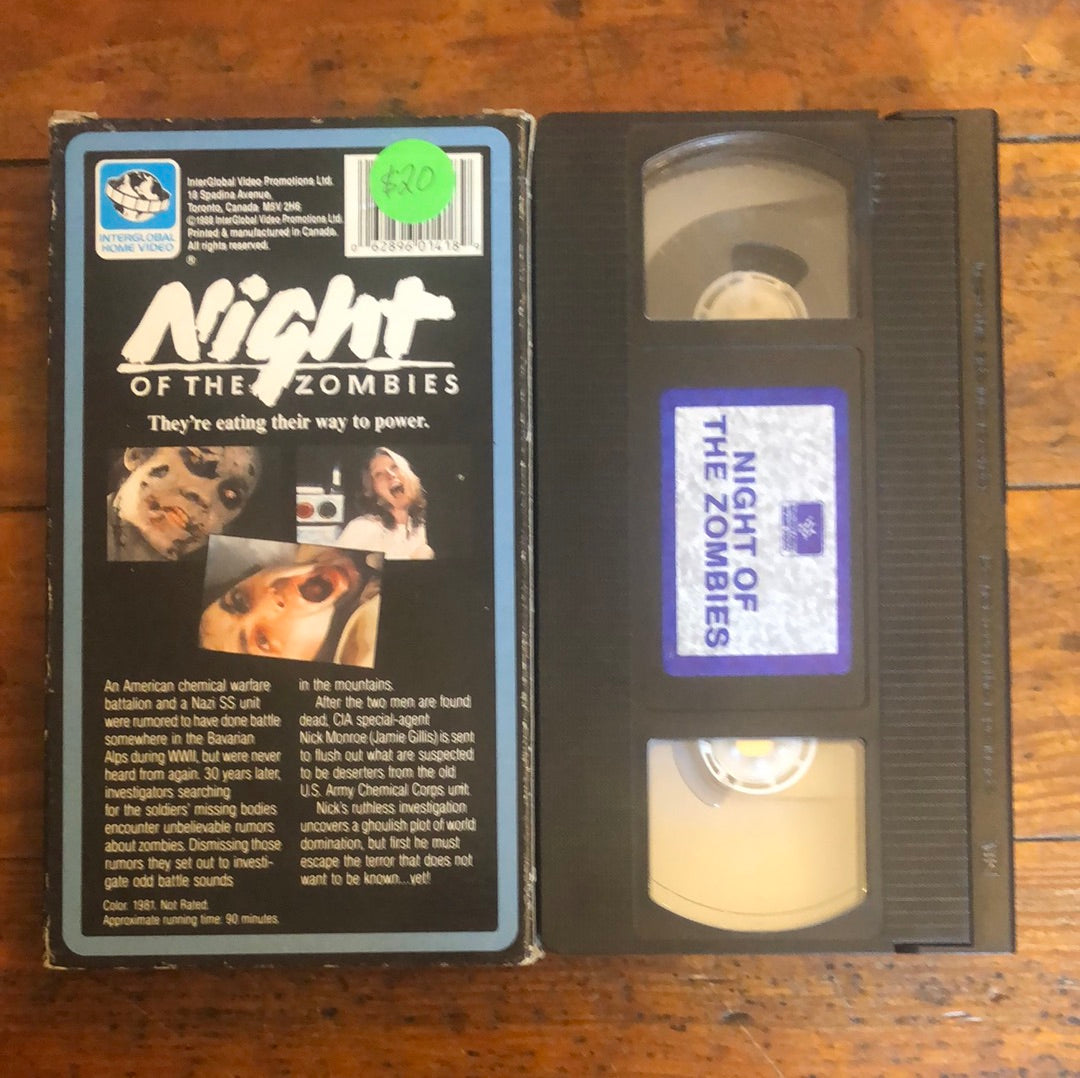 INTERGLOBAL
HOME VIDEO
®
InterGlobal Video Promotions Ltd.
18 Spadina Avenue,
Toronto, Canada M5V 2H6
©1988 InterGlobal Video Promotions Ltd.
Printed & manufactured in Canada.
All rights reserved.
$20
0 62896 01418 9
Night
OF THE ZOMBIES
They're eating their way to power.
An American chemical warfare
battalion and a Nazi SS unit
were rumored to have done battle
somewhere in the Bavarian
Alps during WWII, but were never
heard from again. 30 years later,
investigators searching
for the soldiers' missing bodies
encounter unbelievable rumors
about zombies. Dismissing those
rumors they set out to investi-
gate odd battle sounds
in the mountains.
After the two men are found
dead, CIA special-agent
Nick Monroe (Jamie Gillis) is sent
to flush out what are suspected
to be deserters from the old
U.S. Army Chemical Corps unit.
Nick's ruthless investigation
uncovers a ghoulish plot of world
domination, but first he must
escape the terror that does not
want to be known...yet!
Color. 1981. Not Rated.
Approximate running time: 90 minutes.
NIGHT OF
THE ZOMBIES